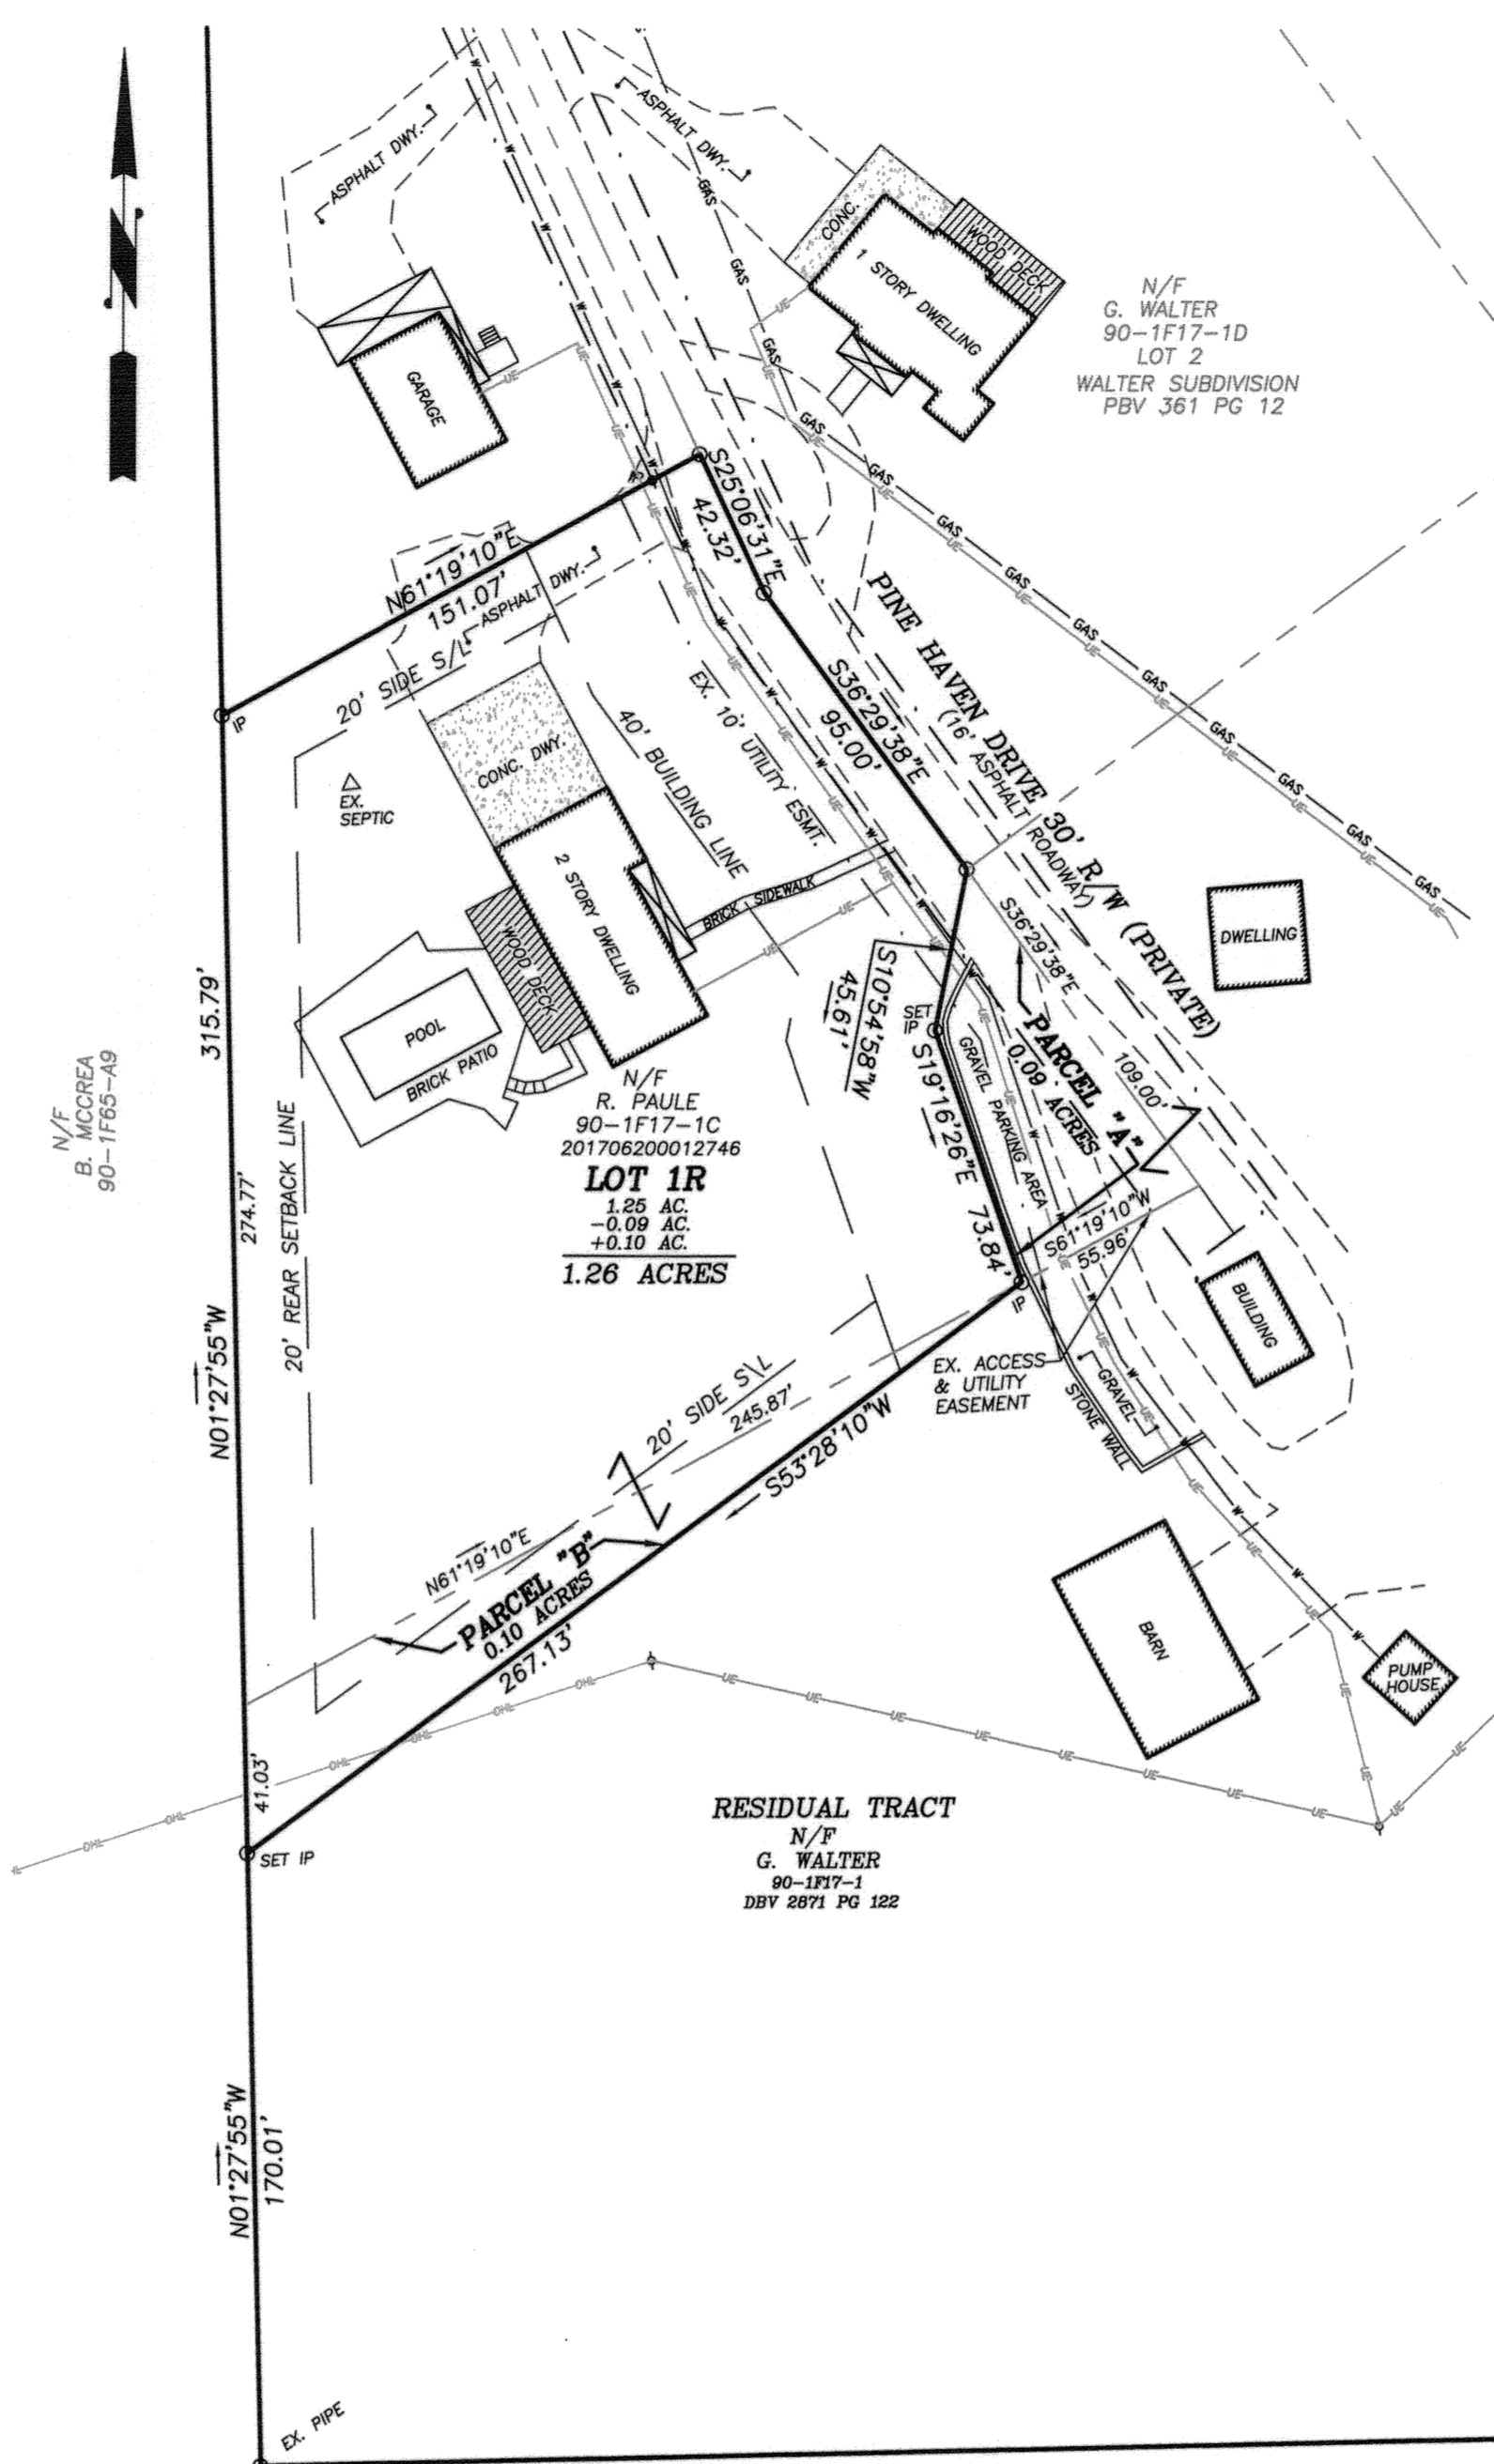 N
ASPHALT DWY.
ASPHALT DWY.
GAS
CONC.
WOOD DECK
1 STORY DWELLING
N/F
G. WALTER
90-1F17-1D
LOT 2
WALTER SUBDIVISION
PBV 361 PG 12
GARAGE
S25°06'31"E
42.32'
N61°19'10"E
151.07'
ASPHALT DWY.
20' SIDE S/L
IP
EX.
SEPTIC
CONC. DWY.
40' BUILDING LINE
EX. 10' UTILITY ESMT.
S36°29'38"E
95.00'
PINE HAVEN DRIVE 30' R/W (PRIVATE)
(16' ASPHALT ROADWAY)
2 STORY DWELLING
BRICK SIDEWALK
WOOD DECK
POOL
BRICK PATIO
DWELLING
S36°29'38"E
109.00'
S10°54'58"W
45.61'
SET
IP
PARCEL "A"
0.09 ACRES
GRAVEL PARKING AREA
S19°16'26"E 73.84'
S61°19'10"W
55.96'
IP
BUILDING
315.79'
N/F
B. MCCREA
90-1F65-A9
274.77'
20' REAR SETBACK LINE
N/F
R. PAULE
90-1F17-1C
201706200012746
LOT 1R
1.25 AC.
-0.09 AC.
+0.10 AC.
1.26 ACRES
N01°27'55"W
EX. ACCESS
& UTILITY
EASEMENT
GRAVEL
STONE WALL
20' SIDE S\L
245.87'
S53°28'10"W
N61°19'10"E
PARCEL "B"
0.10 ACRES
267.13'
BARN
PUMP
HOUSE
OHL
UE
W
41.03'
SET IP
RESIDUAL TRACT
N/F
G. WALTER
90-1F17-1
DBV 2871 PG 122
N01°27'55"W
170.01'
EX. PIPE